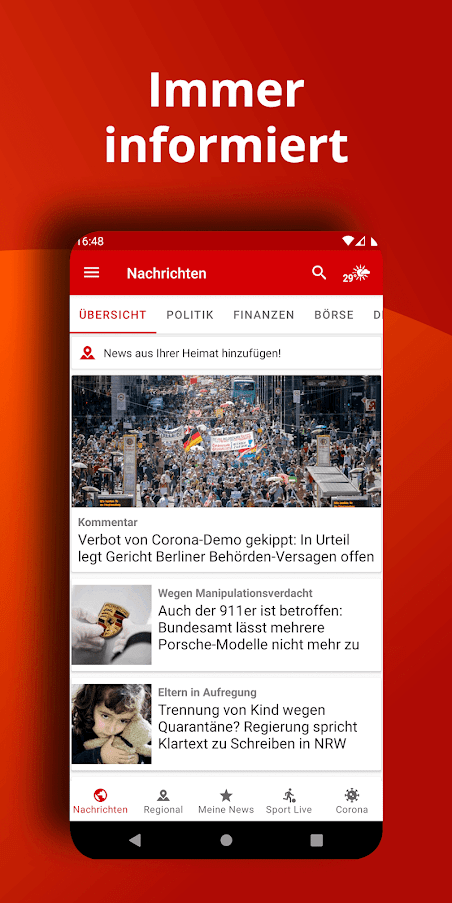 Immer
informiert
16:48
Nachrichten
29°
ÜBERSICHT POLITIK FINANZEN BÖRSE
News aus Ihrer Heimat hinzufügen!
Kommentar
Verbot von Corona-Demo gekippt: In Urteil
legt Gericht Berliner Behörden-Versagen offen
Wegen Manipulationsverdacht
Auch der 911er ist betroffen:
Bundesamt lässt mehrere
Porsche-Modelle nicht mehr zu
Eltern in Aufregung
Trennung von Kind wegen
Quarantäne? Regierung spricht
Klartext zu Schreiben in NRW
Nachrichten Regional Meine News Sport Live Corona